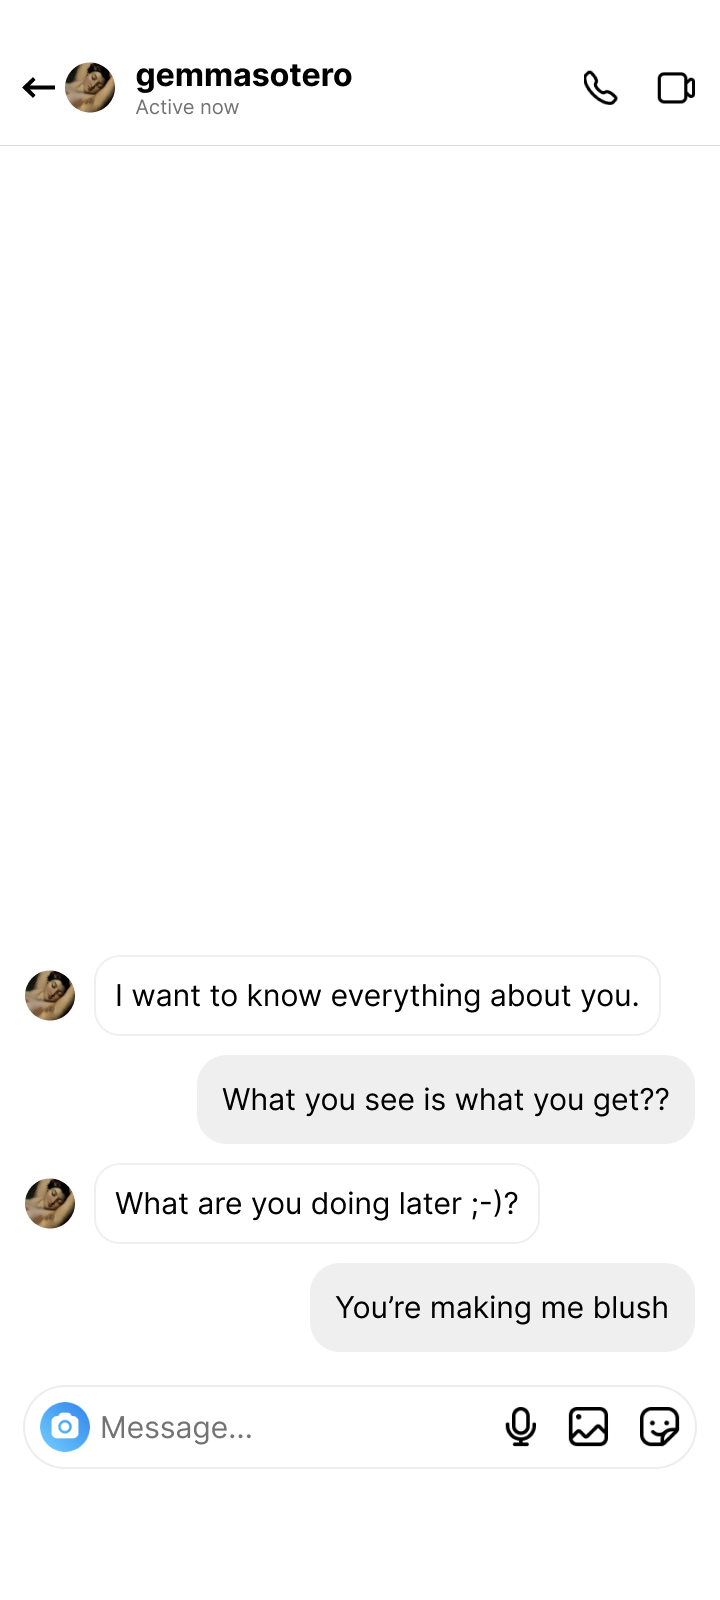 gemmasotero
Active now
I want to know everything about you.
What you see is what you get??
What are you doing later ;-)?
You’re making me blush
Message...